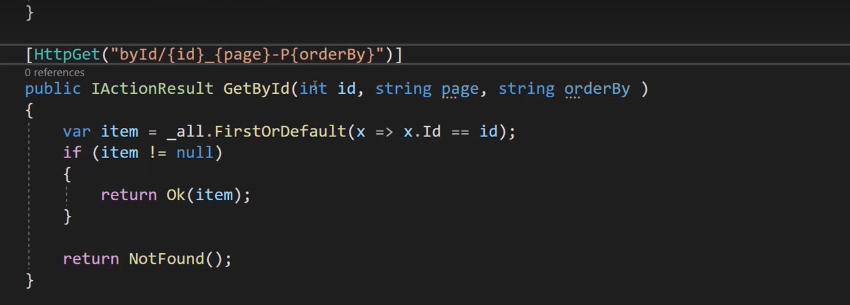 }
[HttpGet("byId/{id}_{page}-P{orderBy}")]
0 references
public IActionResult GetById(int id, string page, string orderBy )
{
var item = _all.FirstOrDefault(x => x.Id == id);
if (item != null)
{
return Ok(item);
}
return NotFound();
}